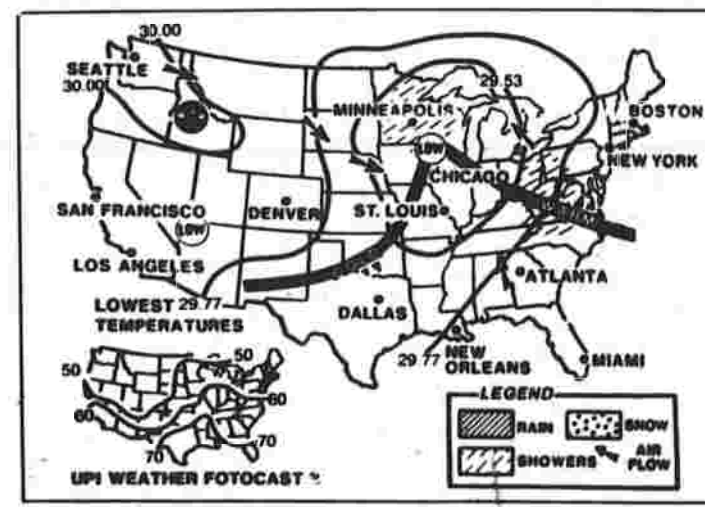 30.00
SEATTLE
30.00
29.53
MINNEAPOLIS
BOSTON
LOW
NEW YORK
CHICAGO
SAN FRANCISCO
DENVER
ST. LOUIS
LOW
LOS ANGELES
ATLANTA
LOWEST 29.77
TEMPERATURES
DALLAS
29.77
NEW
ORLEANS
MIAMI
50
50
60
60
70
70
LEGEND
RAIN
SNOW
SHOWERS
AIR
FLOW
UPI WEATHER FOTOCAST